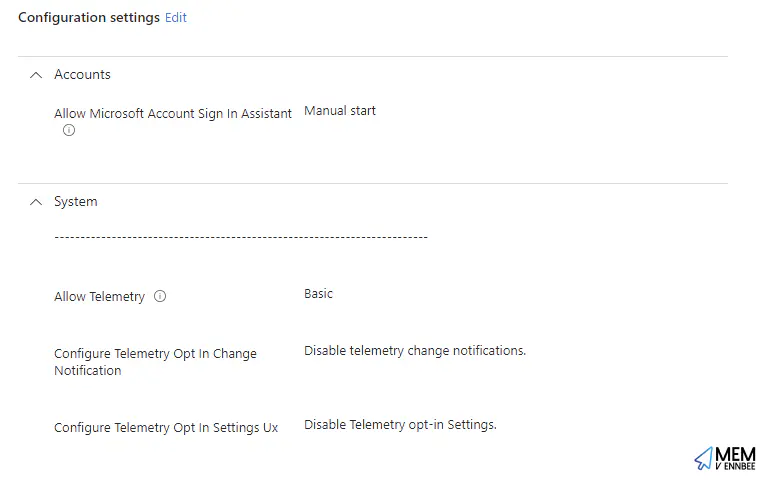 Configuration settings Edit
Accounts
Allow Microsoft Account Sign In Assistant Manual start
System
------------------------------------------------------------------------
Allow Telemetry Basic
Configure Telemetry Opt In Change Disable telemetry change notifications.
Notification
Configure Telemetry Opt In Settings Ux Disable Telemetry opt-in Settings.
MEM
V ENNBEE